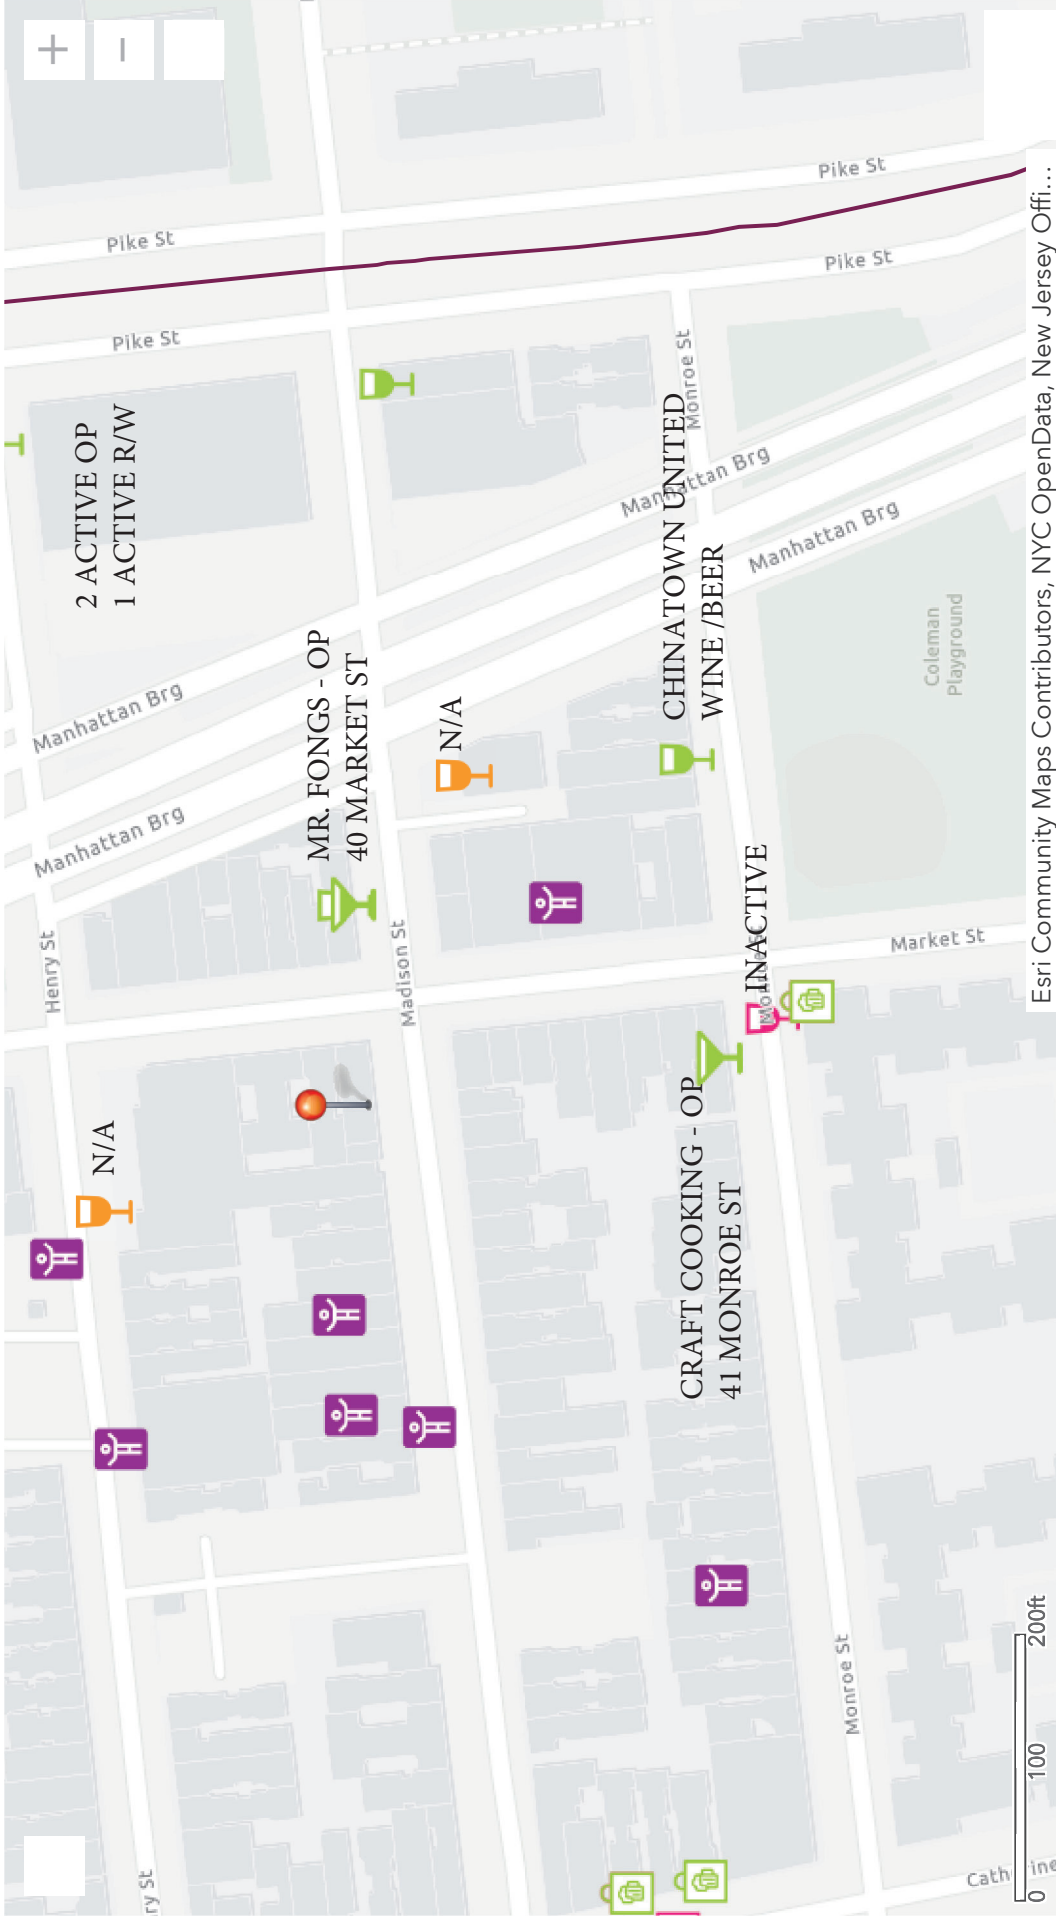 Henry St
ry St
Madison St
Monroe St
Monroe St
Market St
Pike St
Pike St
Pike St
Pike St
Manhattan Brg
Manhattan Brg
Manhattan Brg
Manhattan Brg
Coleman
Playground
2 ACTIVE OP
1 ACTIVE R/W
MR. FONGS - OP
40 MARKET ST
N/A
N/A
CHINATOWN UNITED
WINE /BEER
INACTIVE
CRAFT COOKING - OP
41 MONROE ST
0 100 200ft
Esri Community Maps Contributors, NYC OpenData, New Jersey Offi...